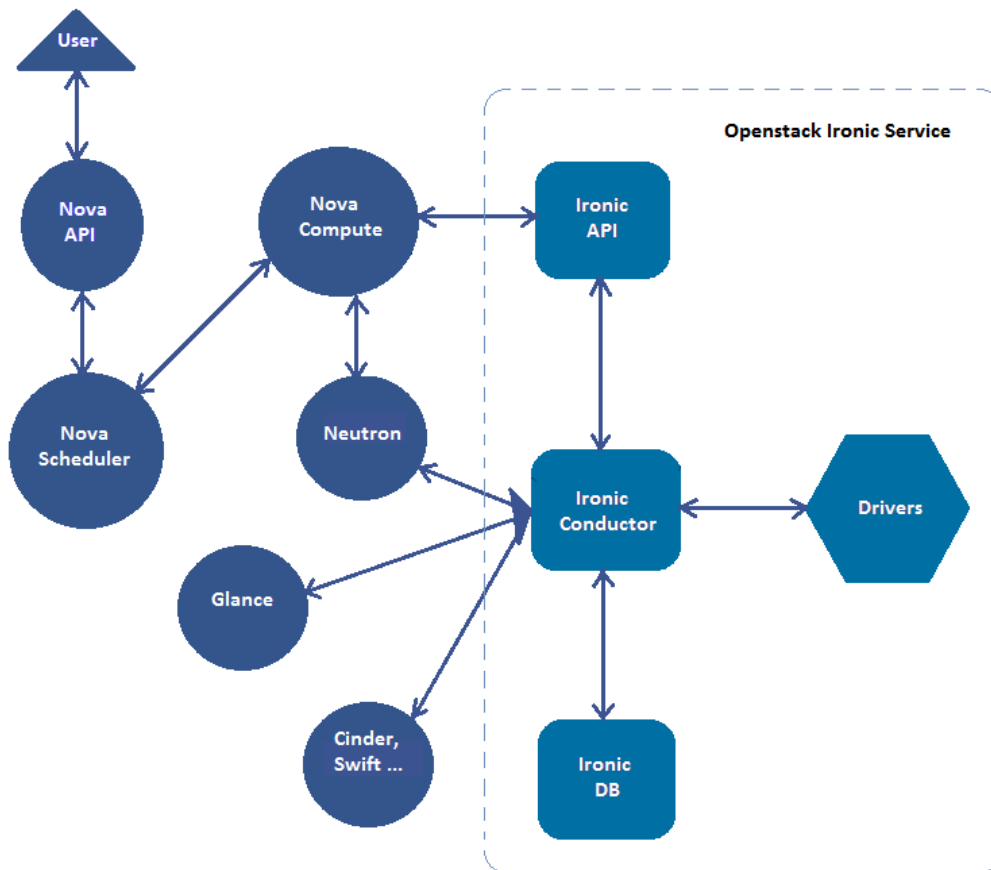 User
Openstack Ironic Service
Nova
API
Nova
Compute
Ironic
API
Nova
Scheduler
Neutron
Ironic
Conductor
Drivers
Glance
Cinder,
Swift ...
Ironic
DB